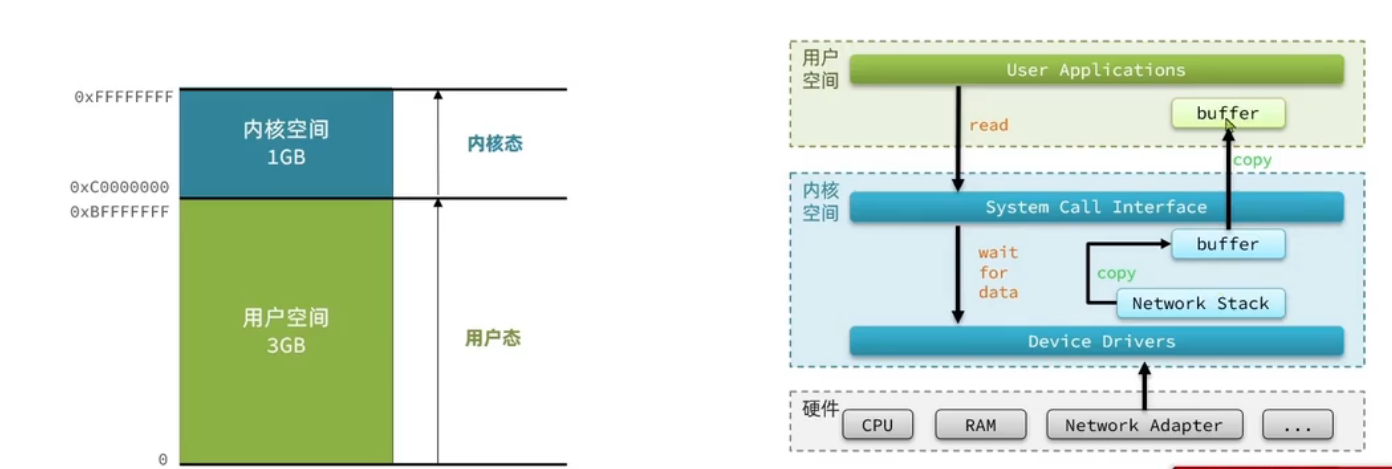 0xFFFFFFFF
内核空间
1GB
内核态
0xC0000000
0xBFFFFFFF
用户空间
3GB
用户态
0
用户
空间
User Applications
read
buffer
copy
内核
空间
System Call Interface
wait
for
data
buffer
copy
Network Stack
Device Drivers
硬件
CPU
RAM
Network Adapter
...